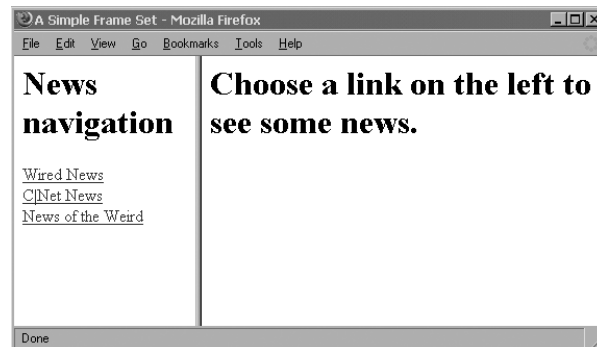 A Simple Frame Set - Mozilla Firefox
File Edit View Go Bookmarks Tools Help
News
navigation
Wired News
C|Net News
News of the Weird
Choose a link on the left to
see some news.
Done